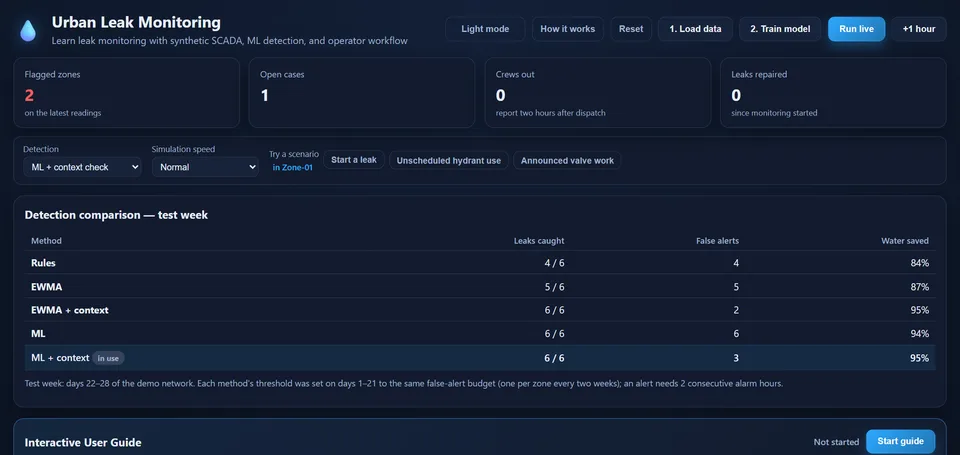 Urban Leak Monitoring
Learn leak monitoring with synthetic SCADA, ML detection, and operator workflow
Light mode
How it works
Reset
1. Load data
2. Train model
Run live
+1 hour
Flagged zones
2
on the latest readings
Open cases
1
Crews out
0
report two hours after dispatch
Leaks repaired
0
since monitoring started
Detection
ML + context check
Simulation speed
Normal
Try a scenario
in Zone-01
Start a leak
Unscheduled hydrant use
Announced valve work
Detection comparison — test week
Method Leaks caught False alerts Water saved
Rules 4 / 6 4 84%
EWMA 5 / 6 5 87%
EWMA + context 6 / 6 2 95%
ML 6 / 6 6 94%
ML + context in use 6 / 6 3 95%
Test week: days 22–28 of the demo network. Each method's threshold was set on days 1–21 to the same false-alert budget (one per zone every two weeks); an alert needs 2 consecutive alarm hours.
Interactive User Guide
Not started
Start guide